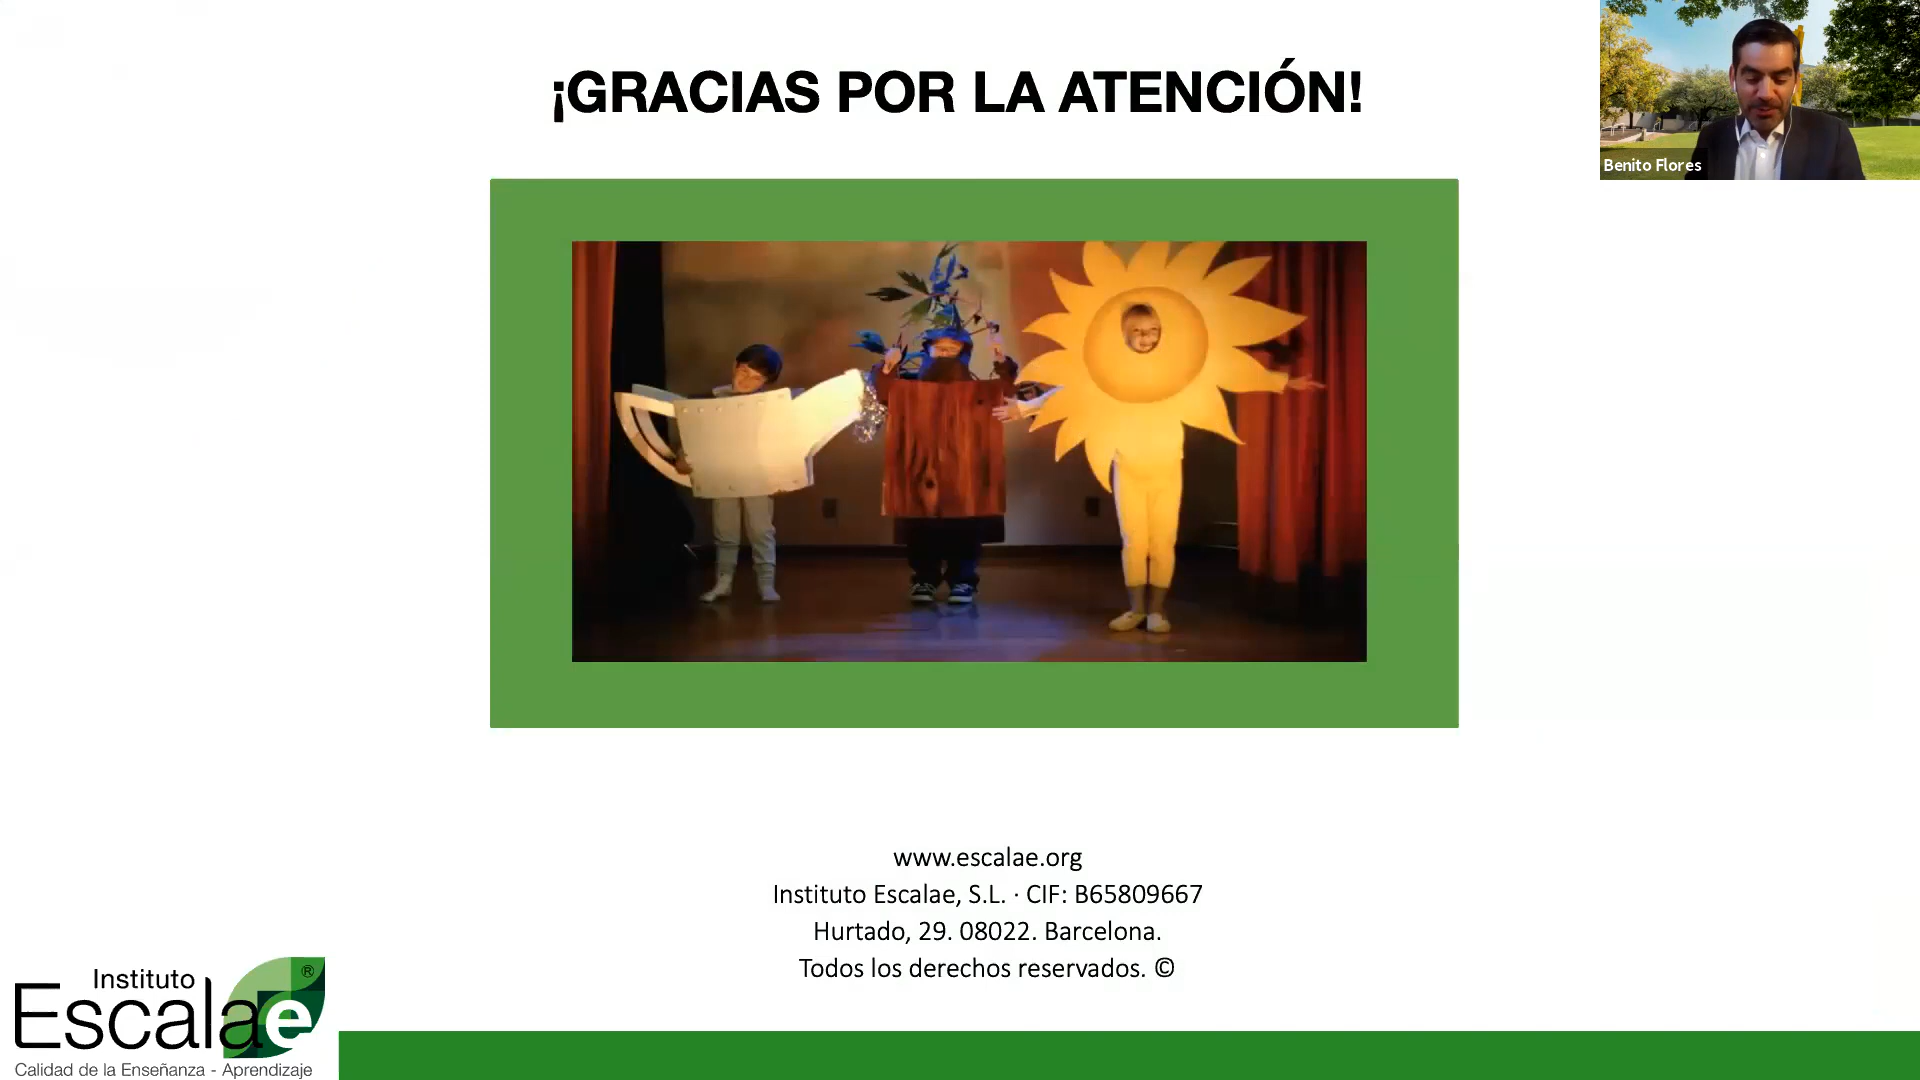 ¡GRACIAS POR LA ATENCIÓN!
Benito Flores
www.escalae.org
Instituto Escalae, S.L. · CIF: B65809667
Hurtado, 29. 08022. Barcelona.
Todos los derechos reservados. ©
Instituto ®
Escalae
Calidad de la Enseñanza - Aprendizaje